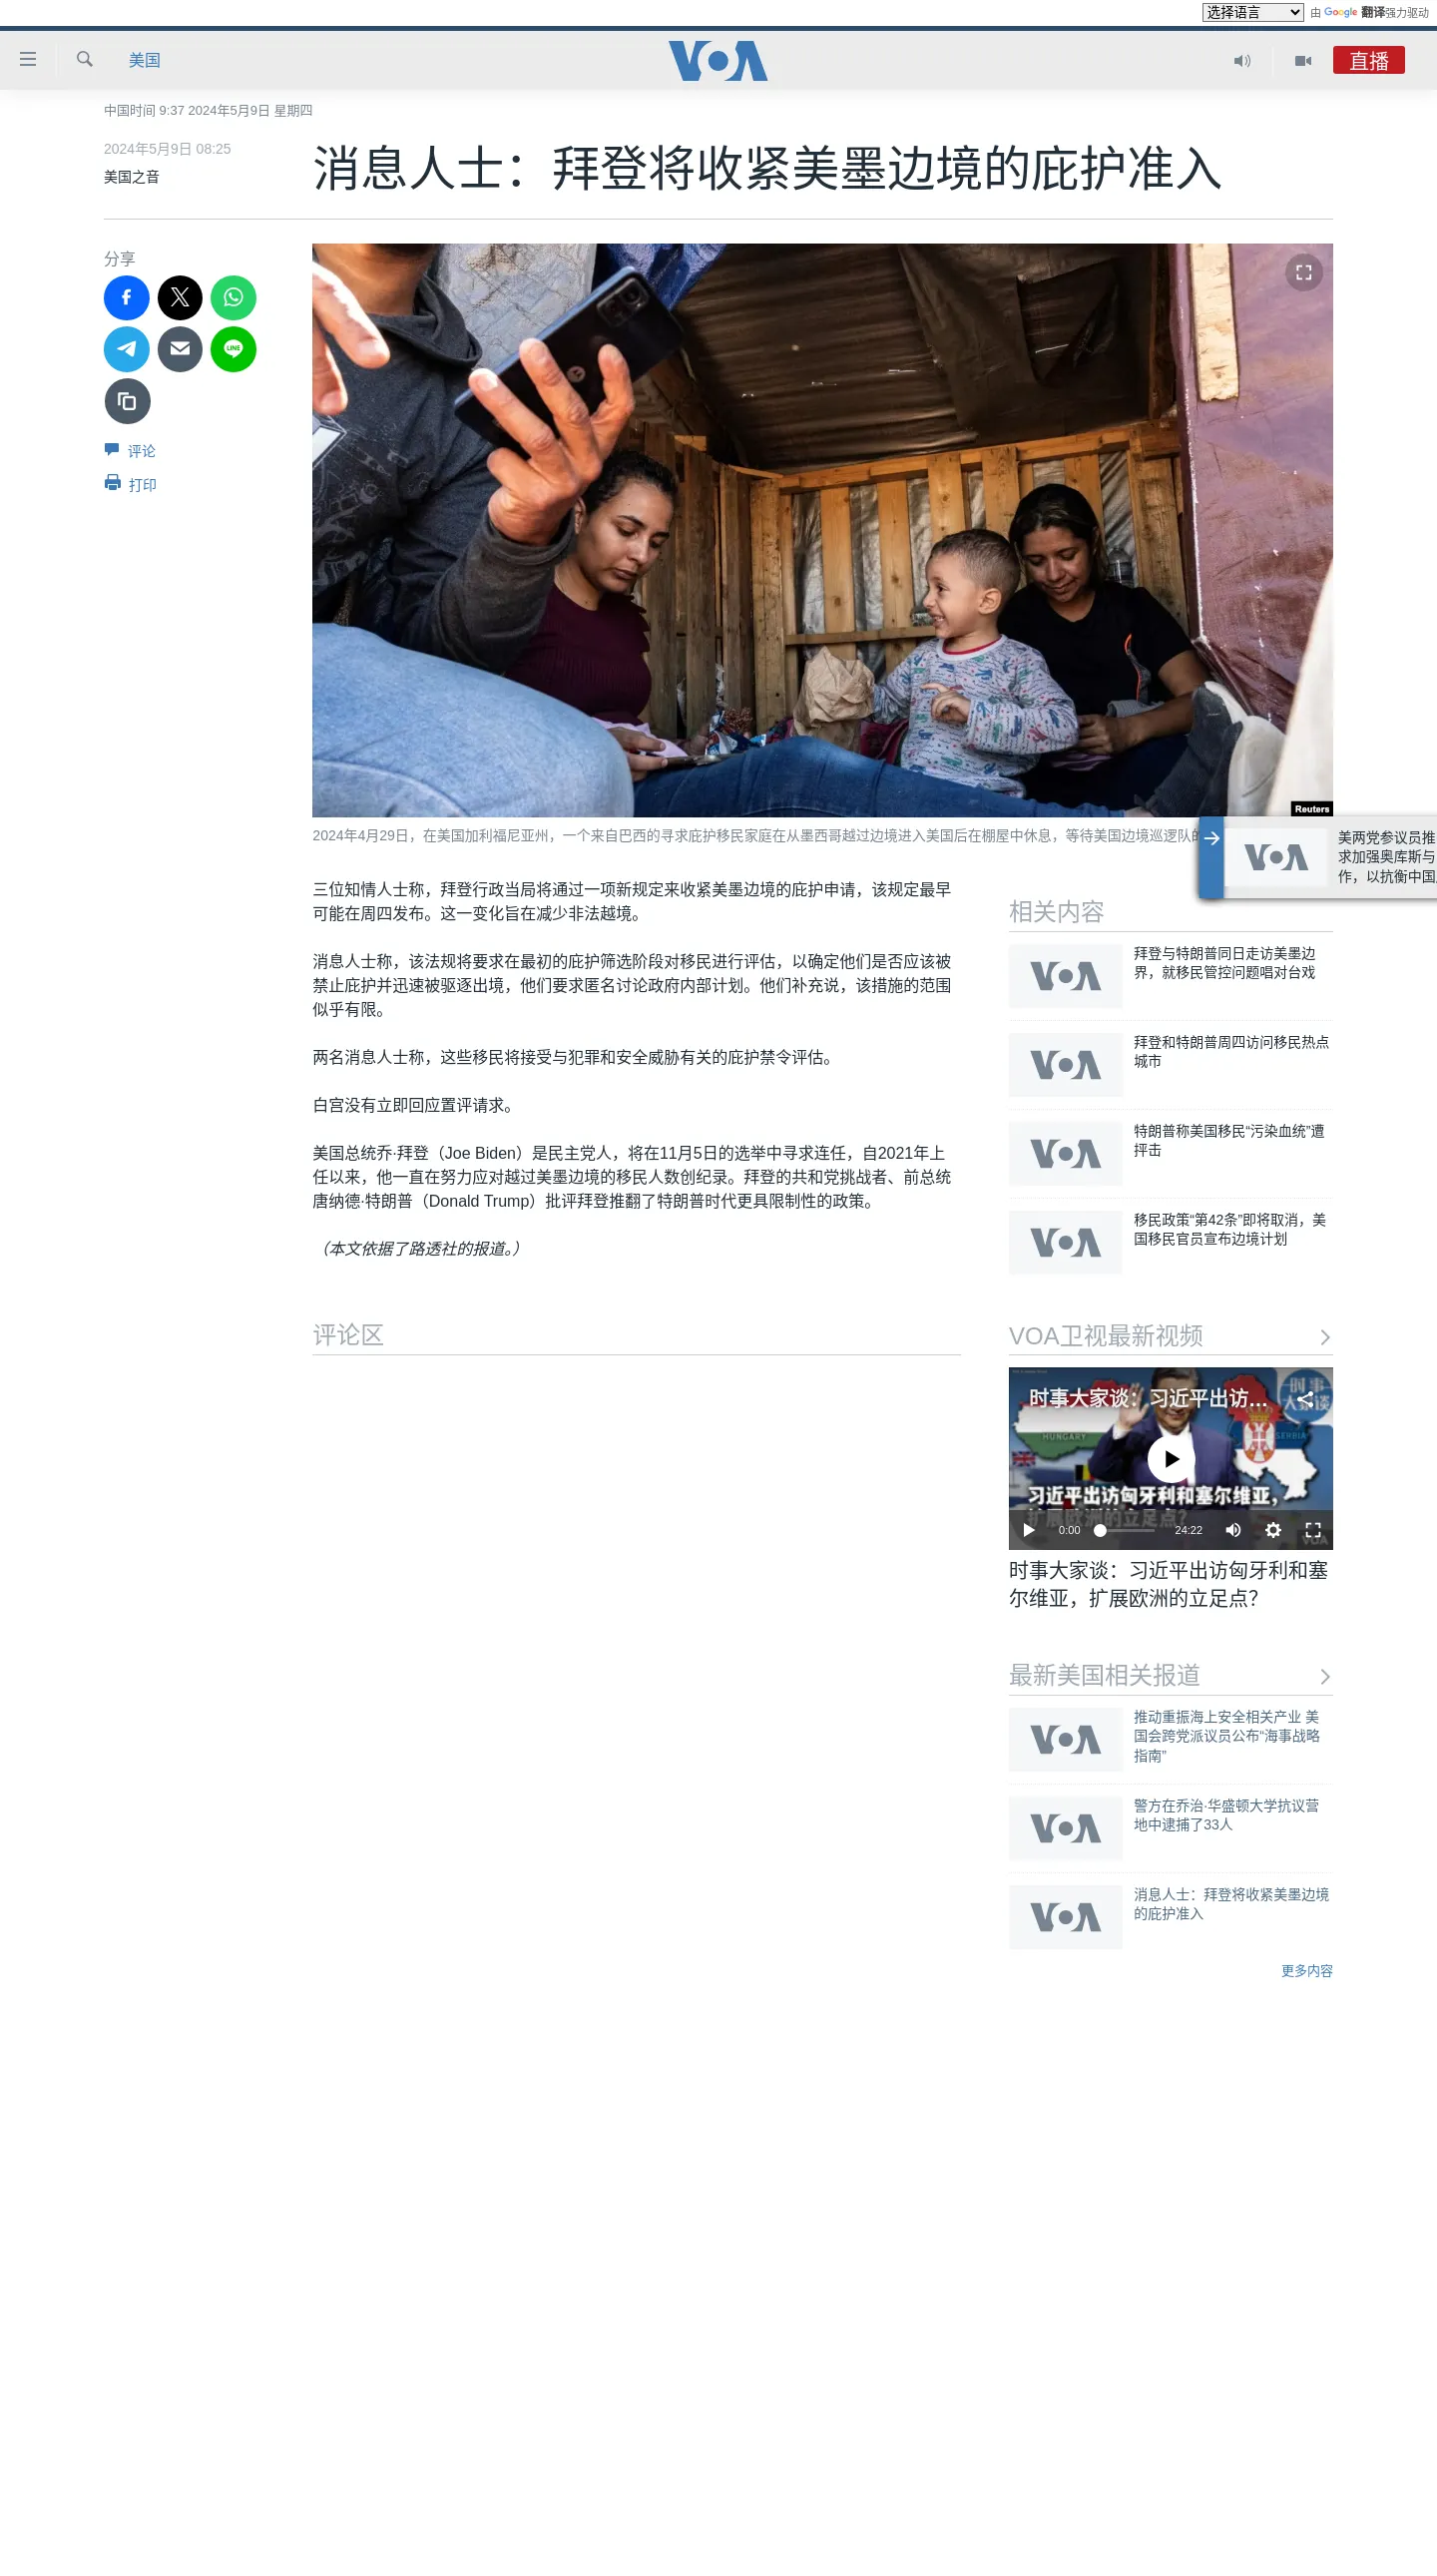 选择语言
由 Google 翻译强力驱动
美国
VOA
直播
中国时间 9:37 2024年5月9日 星期四
2024年5月9日 08:25
美国之音
消息人士：拜登将收紧美墨边境的庇护准入
分享
LINE
评论
打印
Reuters
2024年4月29日，在美国加利福尼亚州，一个来自巴西的寻求庇护移民家庭在从墨西哥越过边境进入美国后在棚屋中休息，等待美国边境巡逻队的
VOA
美两党参议员推
求加强奥库斯与
作，以抗衡中国
三位知情人士称，拜登行政当局将通过一项新规定来收紧美墨边境的庇护申请，该规定最早
可能在周四发布。这一变化旨在减少非法越境。
消息人士称，该法规将要求在最初的庇护筛选阶段对移民进行评估，以确定他们是否应该被
禁止庇护并迅速被驱逐出境，他们要求匿名讨论政府内部计划。他们补充说，该措施的范围
似乎有限。
两名消息人士称，这些移民将接受与犯罪和安全威胁有关的庇护禁令评估。
白宫没有立即回应置评请求。
美国总统乔·拜登（Joe Biden）是民主党人，将在11月5日的选举中寻求连任，自2021年上
任以来，他一直在努力应对越过美墨边境的移民人数创纪录。拜登的共和党挑战者、前总统
唐纳德·特朗普（Donald Trump）批评拜登推翻了特朗普时代更具限制性的政策。
（本文依据了路透社的报道。）
评论区
相关内容
VOA
拜登与特朗普同日走访美墨边
界，就移民管控问题唱对台戏
VOA
拜登和特朗普周四访问移民热点
城市
VOA
特朗普称美国移民“污染血统”遭
抨击
VOA
移民政策“第42条”即将取消，美
国移民官员宣布边境计划
VOA卫视最新视频
时事大家谈：习近平出访...
时事
大家谈
HUNGARY
SERBIA
习近平出访匈牙利和塞尔维亚，
扩展欧洲的立足点？
0:00
24:22
VOA
时事大家谈：习近平出访匈牙利和塞
尔维亚，扩展欧洲的立足点？
最新美国相关报道
VOA
推动重振海上安全相关产业 美
国会跨党派议员公布“海事战略
指南”
VOA
警方在乔治·华盛顿大学抗议营
地中逮捕了33人
VOA
消息人士：拜登将收紧美墨边境
的庇护准入
更多内容